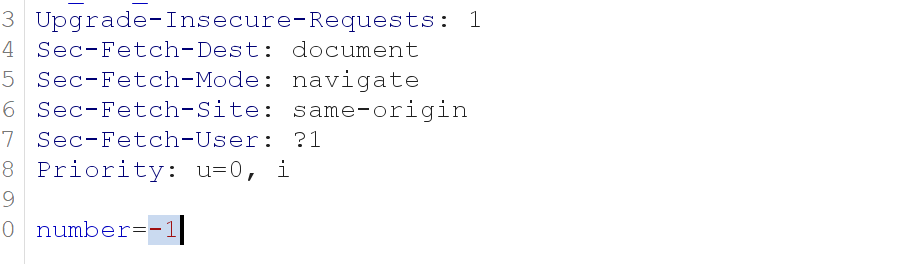 3 Upgrade-Insecure-Requests: 1
4 Sec-Fetch-Dest: document
5 Sec-Fetch-Mode: navigate
6 Sec-Fetch-Site: same-origin
7 Sec-Fetch-User: ?1
8 Priority: u=0, i
9
0 number=-1